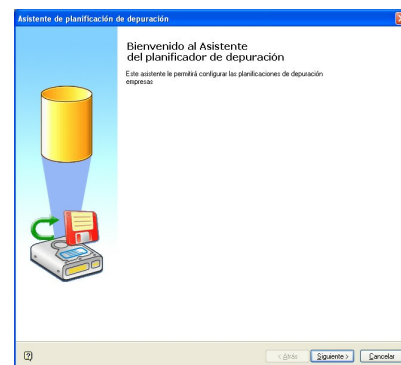 Asistente de planificación de depuración
Bienvenido al Asistente
del planificador de depuración
Este asistente le permitirá configurar las planificaciones de depuración
empresas
< Atrás
Siguiente >
Cancelar